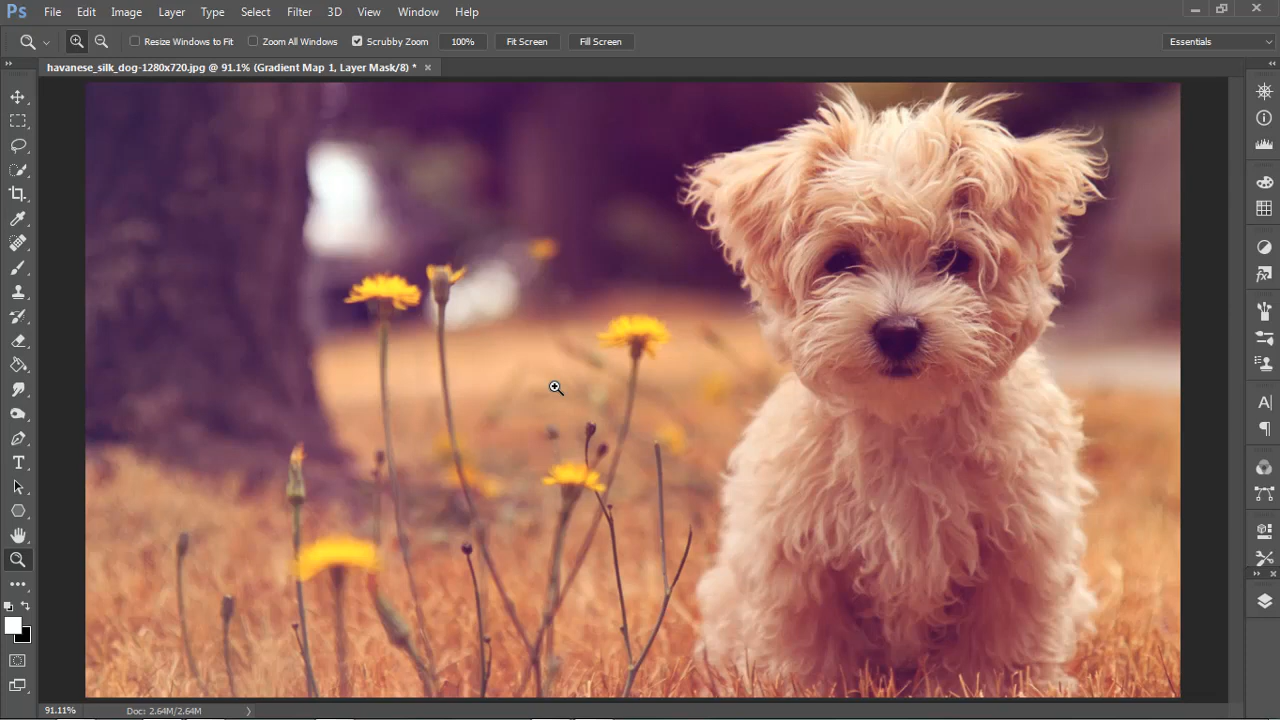 Ps File Edit Image Layer Type Select Filter 3D View Window Help
Resize Windows to Fit Zoom All Windows Scrubby Zoom 100% Fit Screen Fill Screen Essentials
havanese_silk_dog-1280x720.jpg @ 91.1% (Gradient Map 1, Layer Mask/8) *
91.11% Doc: 2.64M/2.64M